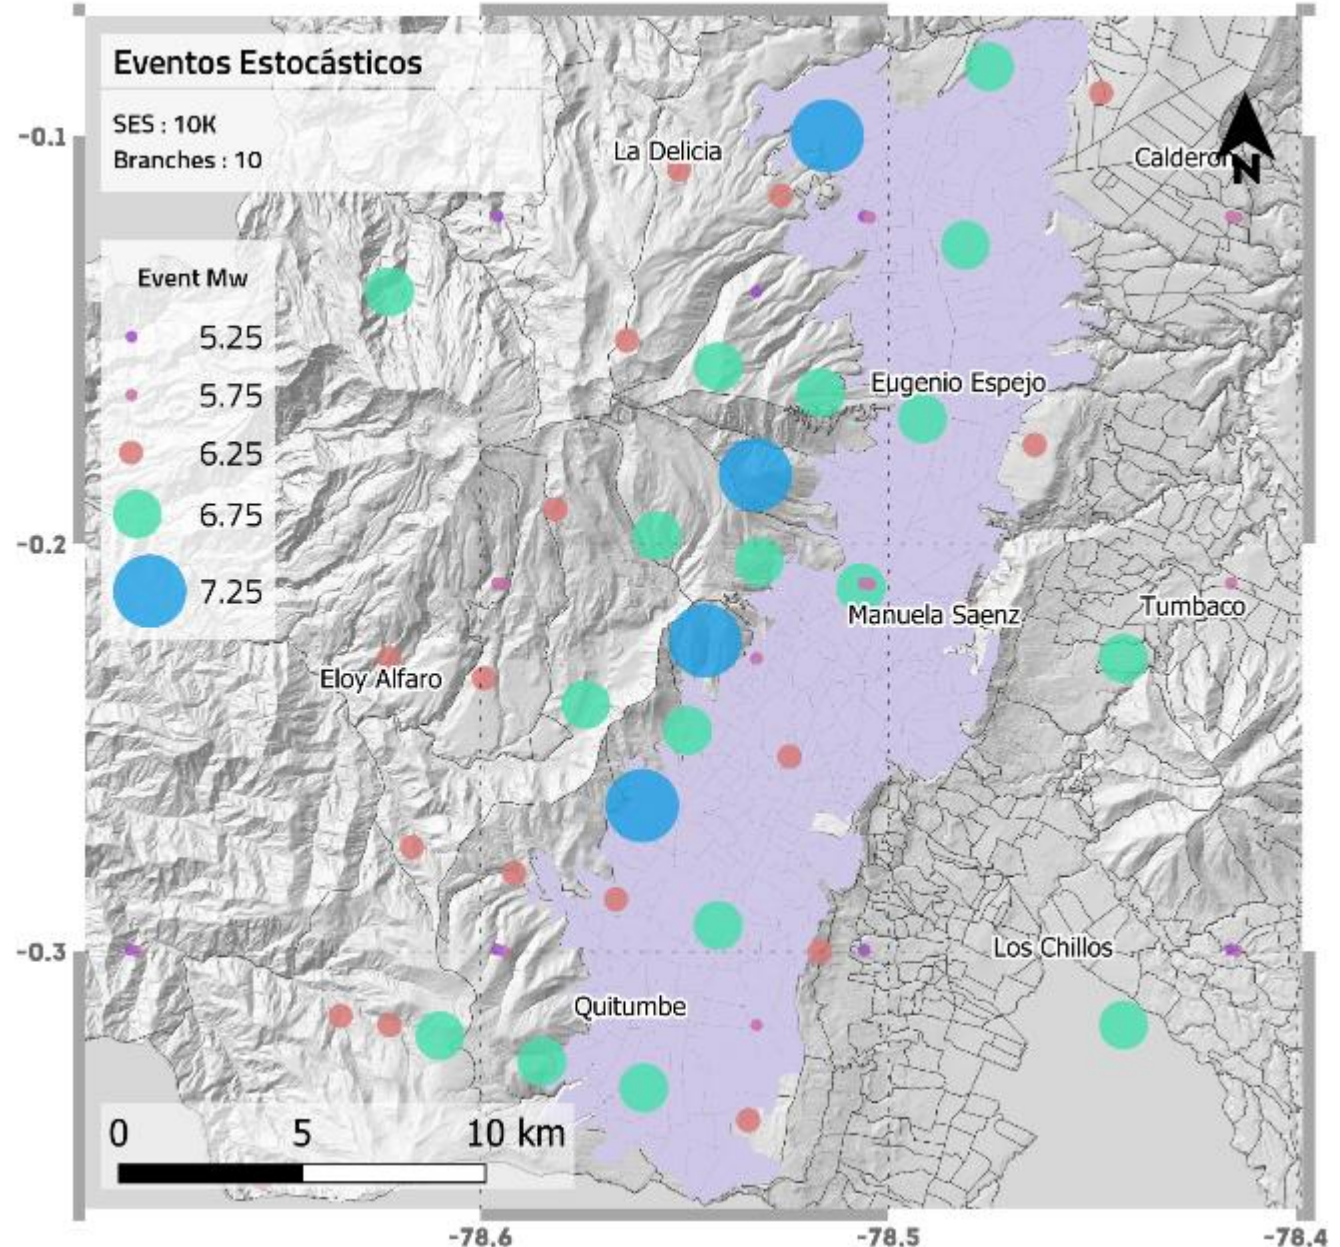 Eventos Estocásticos
SES : 10K
Branches : 10
-0.1
La Delicia
Calderon
N
Event Mw
5.25
5.75
6.25
6.75
7.25
Eugenio Espejo
-0.2
Manuela Saenz
Tumbaco
Eloy Alfaro
-0.3
Los Chillos
Quitumbe
0 5 10 km
-78.6 -78.5 -78.4